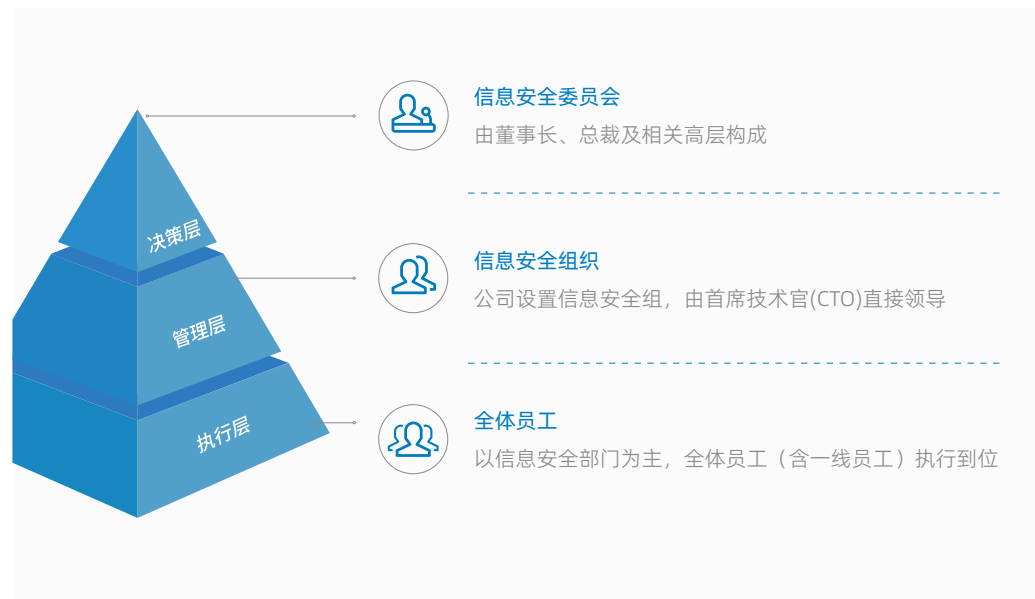 决策层
信息安全委员会
由董事长、总裁及相关高层构成
管理层
信息安全组织
公司设置信息安全组，由首席技术官(CTO)直接领导
执行层
全体员工
以信息安全部门为主，全体员工（含一线员工）执行到位